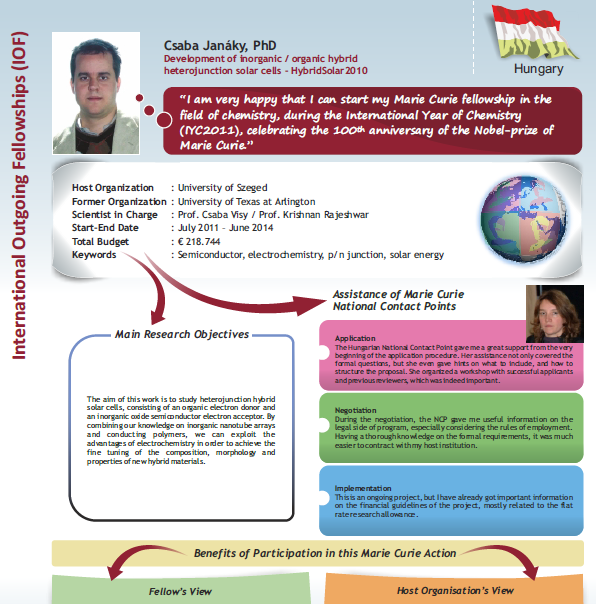 International Outgoing Fellowships (IOF)
Csaba Janáky, PhD
Development of inorganic / organic hybrid
heterojunction solar cells - HybridSolar2010
Hungary
“I am very happy that I can start my Marie Curie fellowship in the
field of chemistry, during the International Year of Chemistry
(IYC2011), celebrating the 100th anniversary of the Nobel-prize of
Marie Curie.”
Host Organization : University of Szeged
Former Organization : University of Texas at Arlington
Scientist in Charge : Prof. Csaba Visy / Prof. Krishnan Rajeshwar
Start-End Date : July 2011 - June 2014
Total Budget : € 218.744
Keywords : Semiconductor, electrochemistry, p/n junction, solar energy
Main Research Objectives
The aim of this work is to study heterojunction hybrid
solar cells, consisting of an organic electron donor and
an inorganic oxide semiconductor electron acceptor. By
combining our knowledge on inorganic nanotube arrays
and conducting polymers, we can exploit the
advantages of electrochemistry in order to achieve the
fine tuning of the composition, morphology and
properties of new hybrid materials.
Assistance of Marie Curie
National Contact Points
Application
The Hungarian National Contact Point gave me a great support from the very
beginning of the application procedure. Her assistance not only covered the
formal questions, but she even gave hints on what to include, and how to
structure the proposal. She organized a workshop with successful applicants
and previous reviewers, which was indeed important.
Negotiation
During the negotiation, the NCP gave me useful information on the
legal side of program, especially considering the rules of employment.
Having a thorough knowledge on the formal requirements, it was much
easier to contract with my host institution.
Implementation
This is an ongoing project, but I have already got important information
on the financial guidelines of the project, mostly related to the flat
rate research allowance.
Benefits of Participation in this Marie Curie Action
Fellow's View
Host Organisation's View